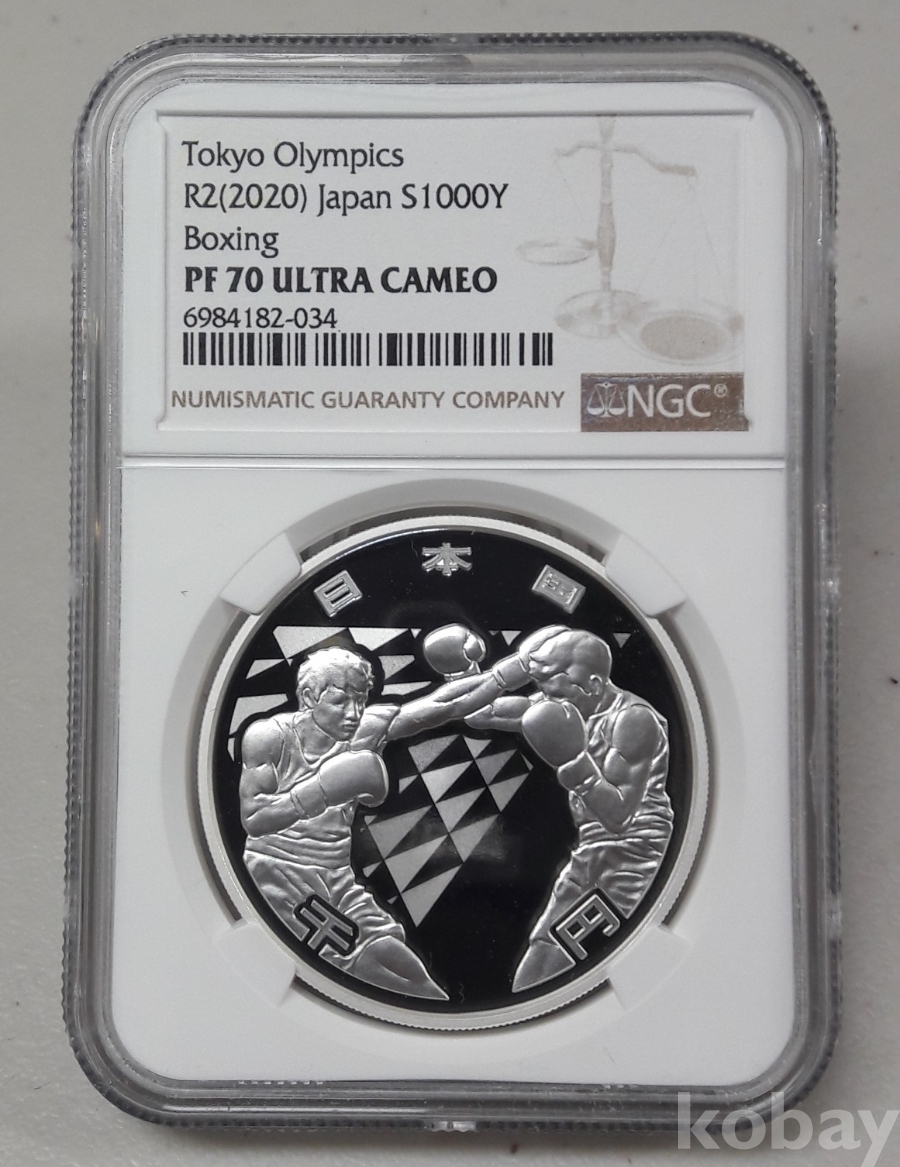 Tokyo Olympics
R2(2020) Japan S1000Y
Boxing
PF 70 ULTRA CAMEO
6984182-034
NUMISMATIC GUARANTY COMPANY
NGC®
日本国
千円
kobay